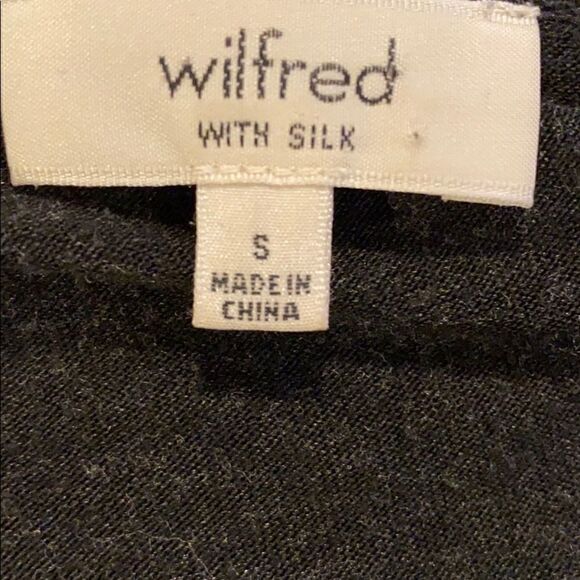 wilfred
WITH SILK
S
MADE IN
CHINA